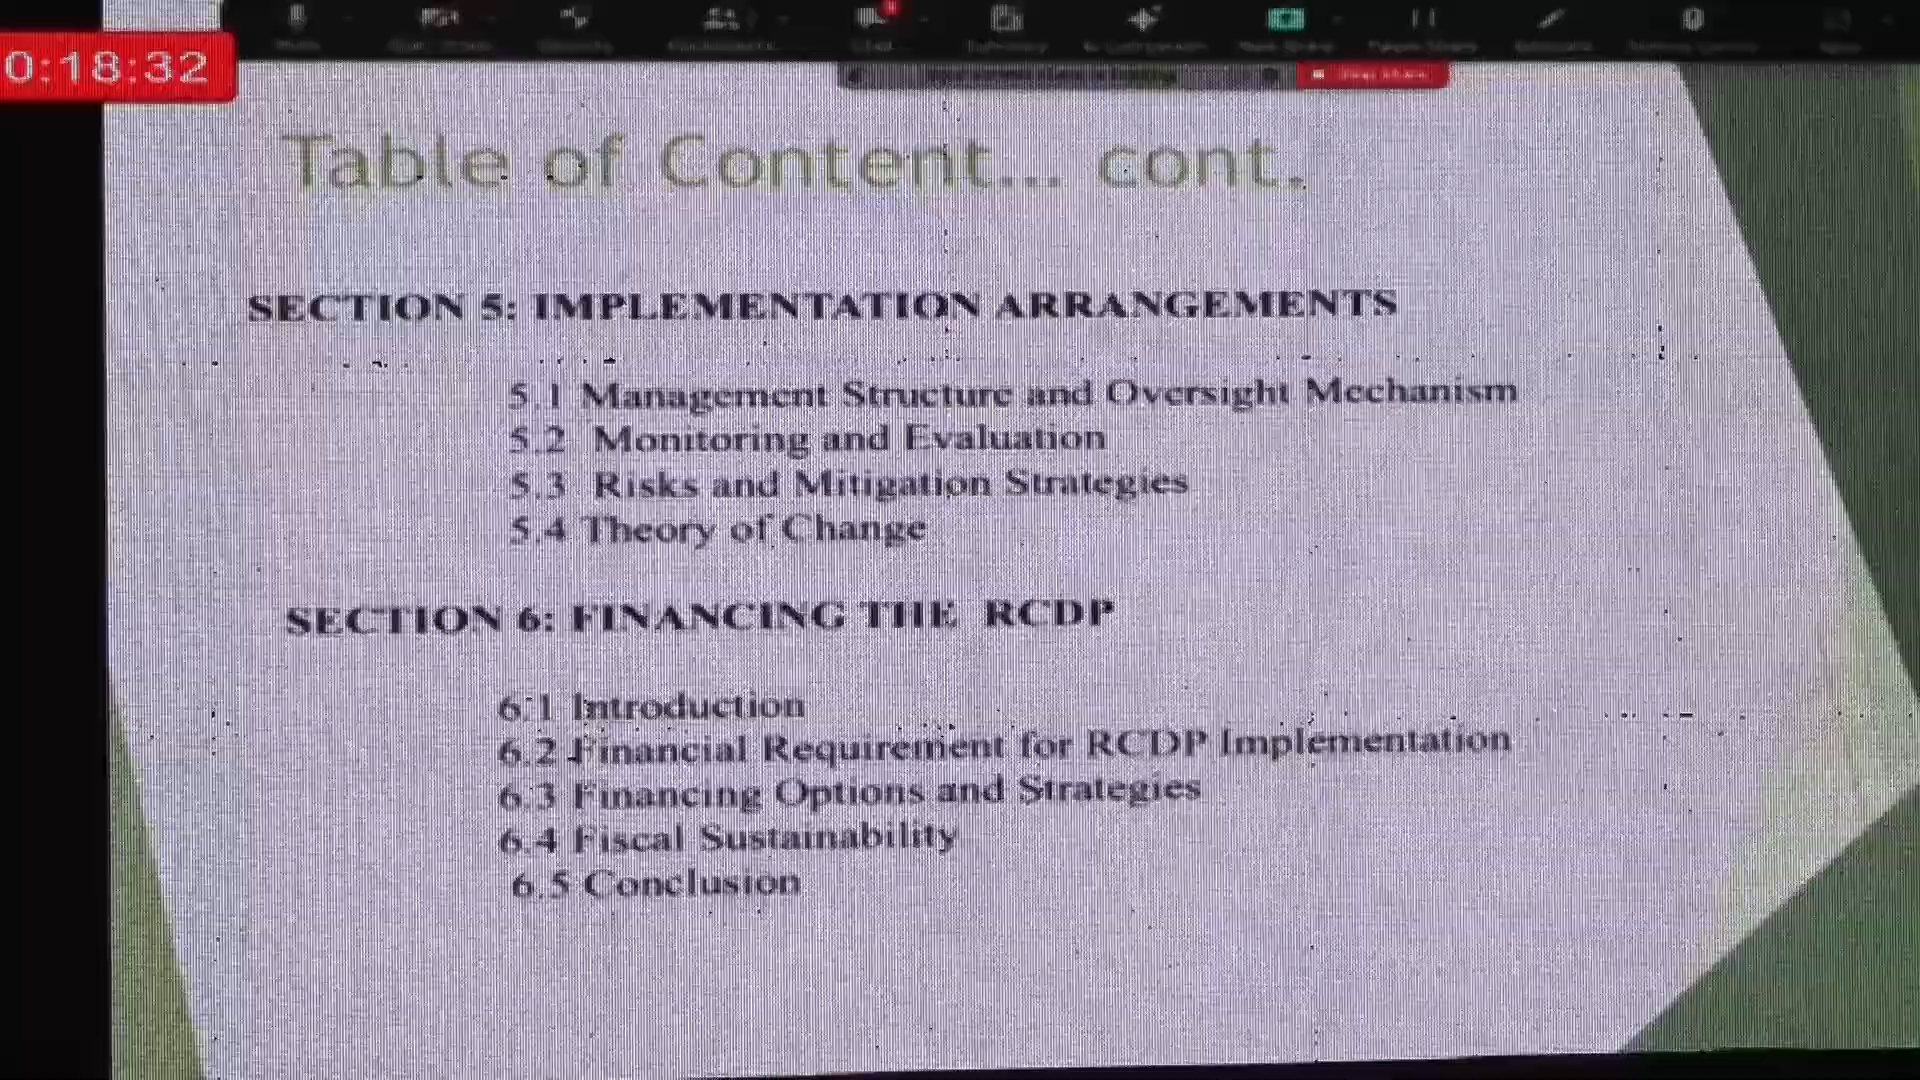 0:18:32
Table of Content... cont.
SECTION 5: IMPLEMENTATION ARRANGEMENTS
5.1 Management Structure and Oversight Mechanism
5.2 Monitoring and Evaluation
5.3 Risks and Mitigation Strategies
5.4 Theory of Change
SECTION 6: FINANCING THE RCDP
6.1 Introduction
6.2 Financial Requirement for RCDP Implementation
6.3 Financing Options and Strategies
6.4 Fiscal Sustainability
6.5 Conclusion